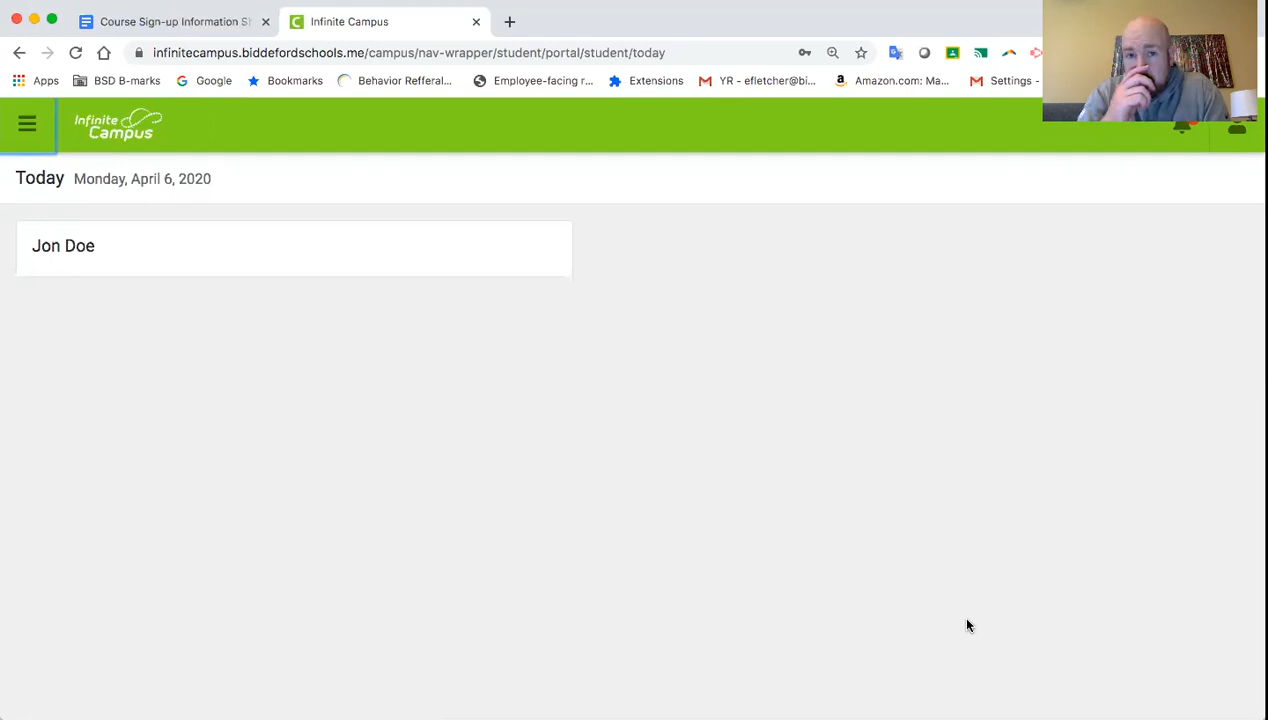 Course Sign-up Information S
Infinite Campus
infinitecampus.biddefordschools.me/campus/nav-wrapper/student/portal/student/today
Apps
BSD B-marks
Google
Bookmarks
Behavior Refferal...
Employee-facing r...
Extensions
YR - efletcher@bi...
Amazon.com: Ma...
Settings -
Infinite Campus
Today Monday, April 6, 2020
Jon Doe